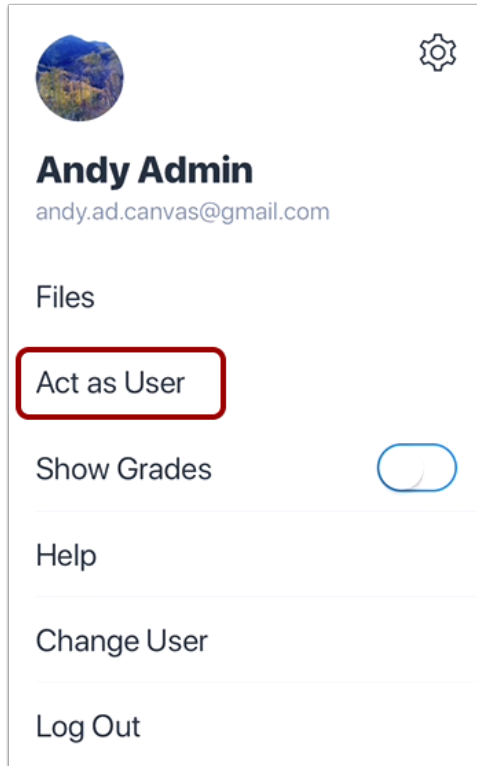 Andy Admin
andy.ad.canvas@gmail.com
Files
Act as User
Show Grades
Help
Change User
Log Out